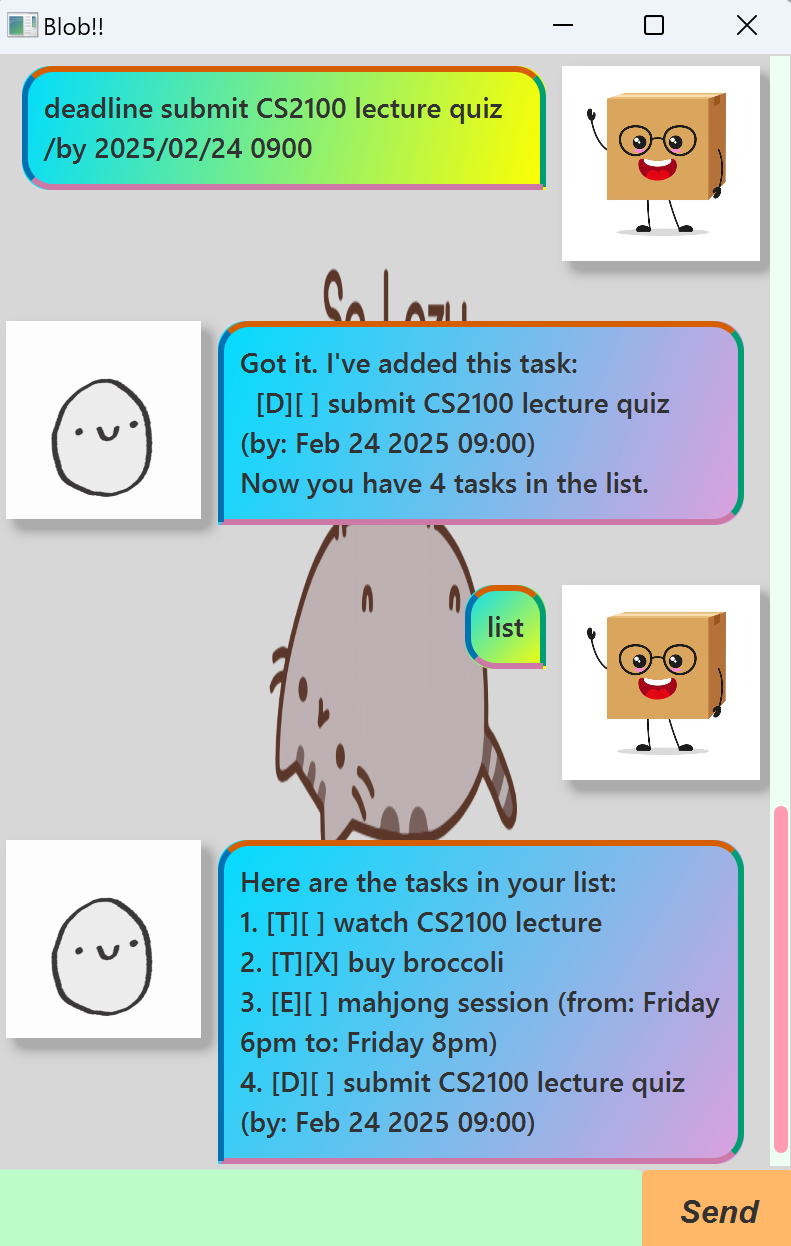 Blob!!
deadline submit CS2100 lecture quiz
/by 2025/02/24 0900
So Lazy
Got it. I've added this task:
[D][ ] submit CS2100 lecture quiz
(by: Feb 24 2025 09:00)
Now you have 4 tasks in the list.
list
Here are the tasks in your list:
1. [T][ ] watch CS2100 lecture
2. [T][X] buy broccoli
3. [E][ ] mahjong session (from: Friday
6pm to: Friday 8pm)
4. [D][ ] submit CS2100 lecture quiz
(by: Feb 24 2025 09:00)
Send